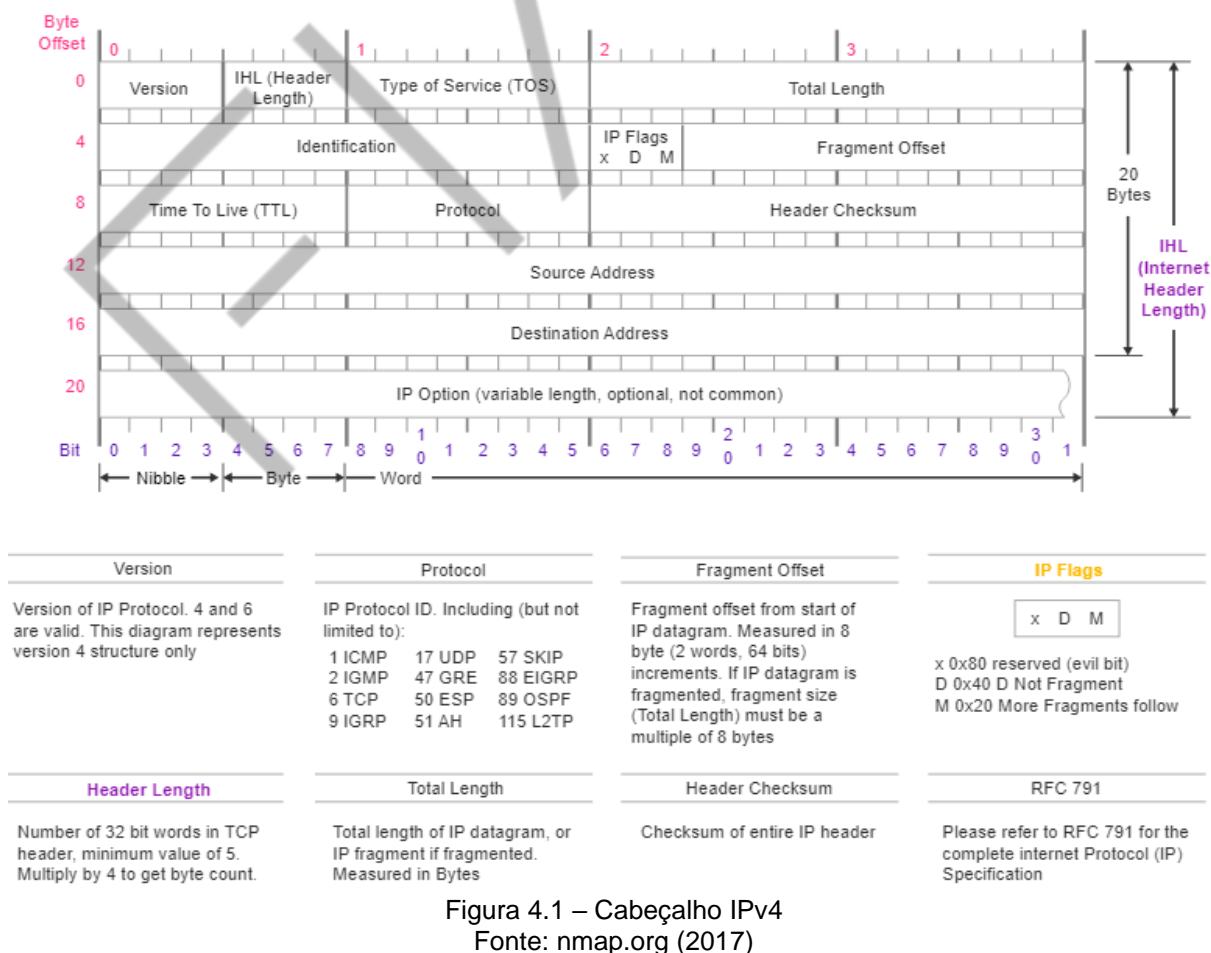 Byte
Offset 0 1 2 3
0 Version IHL (Header Length) Type of Service (TOS) Total Length
4 Identification IP Flags x D M Fragment Offset
8 Time To Live (TTL) Protocol Header Checksum
12 Source Address
16 Destination Address
20 IP Option (variable length, optional, not common)
20
Bytes
IHL
(Internet
Header
Length)
Bit 0 1 2 3 4 5 6 7 8 9 10 1 2 3 4 5 6 7 8 9 20 1 2 3 4 5 6 7 8 9 30 1
Nibble Byte Word
Version
Version of IP Protocol. 4 and 6
are valid. This diagram represents
version 4 structure only
Protocol
IP Protocol ID. Including (but not
limited to):
1 ICMP 17 UDP 57 SKIP
2 IGMP 47 GRE 88 EIGRP
6 TCP 50 ESP 89 OSPF
9 IGRP 51 AH 115 L2TP
Fragment Offset
Fragment offset from start of
IP datagram. Measured in 8
byte (2 words, 64 bits)
increments. If IP datagram is
fragmented, fragment size
(Total Length) must be a
multiple of 8 bytes
IP Flags
x D M
x 0x80 reserved (evil bit)
D 0x40 D Not Fragment
M 0x20 More Fragments follow
Header Length
Number of 32 bit words in TCP
header, minimum value of 5.
Multiply by 4 to get byte count.
Total Length
Total length of IP datagram, or
IP fragment if fragmented.
Measured in Bytes
Header Checksum
Checksum of entire IP header
RFC 791
Please refer to RFC 791 for the
complete internet Protocol (IP)
Specification
Figura 4.1 – Cabeçalho IPv4
Fonte: nmap.org (2017)